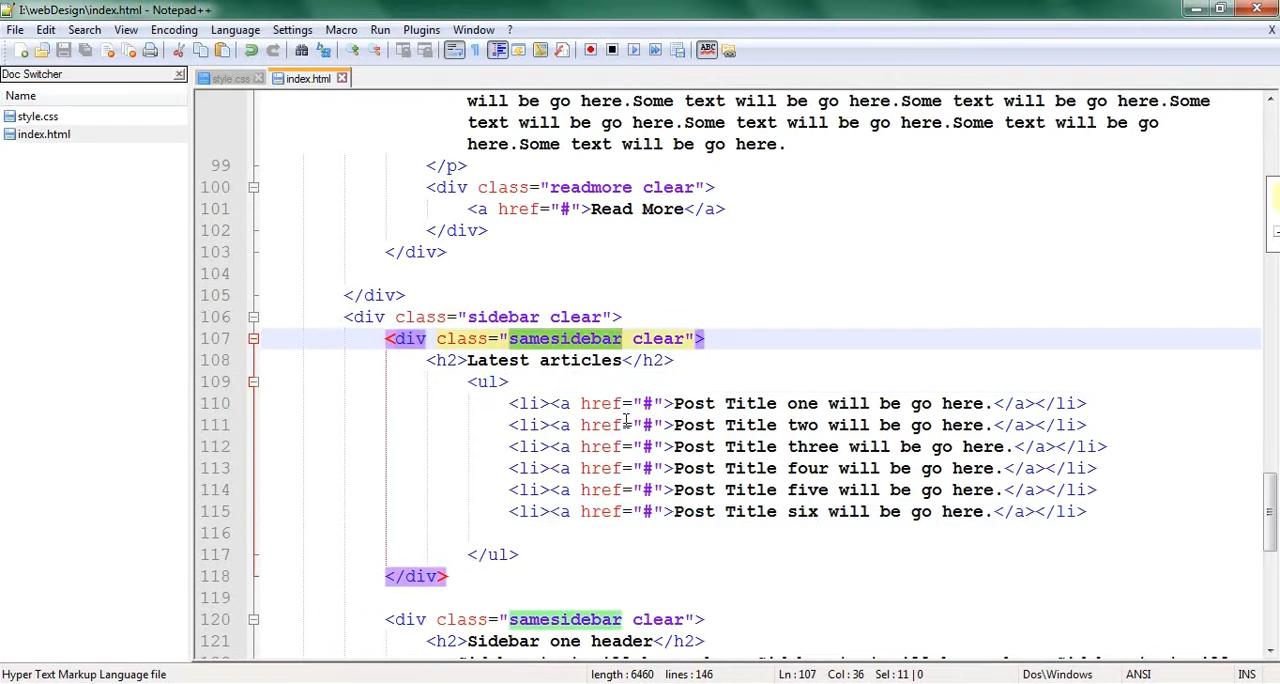 I:\webDesign\index.html - Notepad++
File Edit Search View Encoding Language Settings Macro Run Plugins Window ? X
ABC
Doc Switcher
style.css index.html
Name
style.css
index.html
will be go here.Some text will be go here.Some text will be go here.Some
text will be go here.Some text will be go here.Some text will be go
here.Some text will be go here.
99 </p>
100 <div class="readmore clear">
101 <a href="#">Read More</a>
102 </div>
103 </div>
104
105 </div>
106 <div class="sidebar clear">
107 <div class="samesidebar clear">
108 <h2>Latest articles</h2>
109 <ul>
110 <li><a href="#">Post Title one will be go here.</a></li>
111 <li><a href="#">Post Title two will be go here.</a></li>
112 <li><a href="#">Post Title three will be go here.</a></li>
113 <li><a href="#">Post Title four will be go here.</a></li>
114 <li><a href="#">Post Title five will be go here.</a></li>
115 <li><a href="#">Post Title six will be go here.</a></li>
116
117 </ul>
118 </div>
119
120 <div class="samesidebar clear">
121 <h2>Sidebar one header</h2>
Hyper Text Markup Language file length : 6460 lines : 146 Ln : 107 Col : 36 Sel : 11 | 0 Dos\Windows ANSI INS